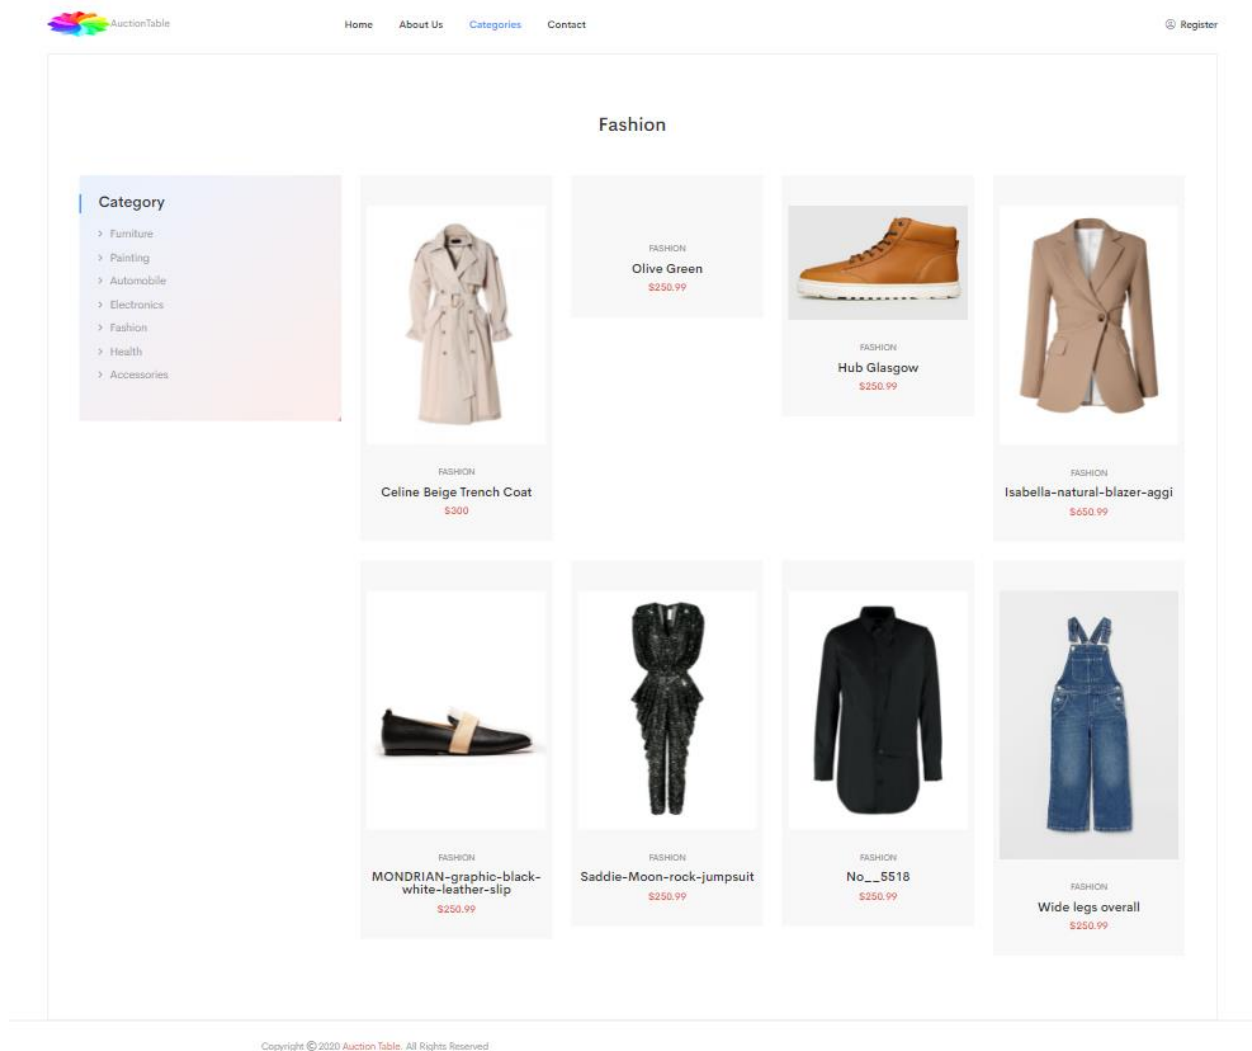 AuctionTable
Home About Us Categories Contact
Register
Fashion
Category
> Furniture
> Painting
> Automobile
> Electronics
> Fashion
> Health
> Accessories
FASHION
Celine Beige Trench Coat
$300
FASHION
Olive Green
$250.99
FASHION
Hub Glasgow
$250.99
FASHION
Isabella-natural-blazer-aggi
$650.99
FASHION
MONDRIAN-graphic-black-
white-leather-slip
$250.99
FASHION
Saddie-Moon-rock-jumpsuit
$250.99
FASHION
No__5518
$250.99
FASHION
Wide legs overall
$250.99
Copyright © 2020 Auction Table. All Rights Reserved